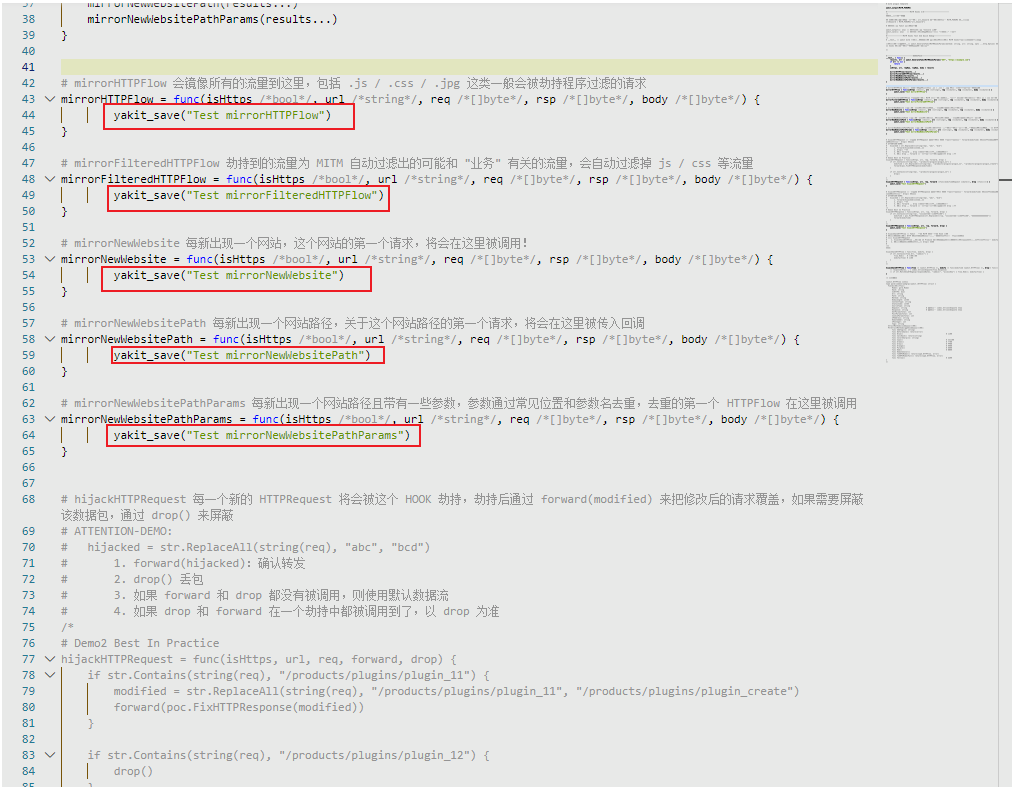 37 mirrorNewWebsitePath(results...)
38 mirrorNewWebsitePathParams(results...)
39 }
40
41
42 # mirrorHTTPFlow 会镜像所有的流量到这里，包括 .js / .css / .jpg 这类一般会被劫持程序过滤的请求
43 mirrorHTTPFlow = func(isHttps /*bool*/, url /*string*/, req /*[]byte*/, rsp /*[]byte*/, body /*[]byte*/) {
44 yakit_save("Test mirrorHTTPFlow")
45 }
46
47 # mirrorFilteredHTTPFlow 劫持到的流量为 MITM 自动过滤出的可能和 "业务" 有关的流量，会自动过滤掉 js / css 等流量
48 mirrorFilteredHTTPFlow = func(isHttps /*bool*/, url /*string*/, req /*[]byte*/, rsp /*[]byte*/, body /*[]byte*/) {
49 yakit_save("Test mirrorFilteredHTTPFlow")
50 }
51
52 # mirrorNewWebsite 每新出现一个网站，这个网站的第一个请求，将会在这里被调用！
53 mirrorNewWebsite = func(isHttps /*bool*/, url /*string*/, req /*[]byte*/, rsp /*[]byte*/, body /*[]byte*/) {
54 yakit_save("Test mirrorNewWebsite")
55 }
56
57 # mirrorNewWebsitePath 每新出现一个网站路径，关于这个网站路径的第一个请求，将会在这里被传入回调
58 mirrorNewWebsitePath = func(isHttps /*bool*/, url /*string*/, req /*[]byte*/, rsp /*[]byte*/, body /*[]byte*/) {
59 yakit_save("Test mirrorNewWebsitePath")
60 }
61
62 # mirrorNewWebsitePathParams 每新出现一个网站路径且带有一些参数，参数通过常见位置和参数名去重，去重的第一个 HTTPFlow 在这里被调用
63 mirrorNewWebsitePathParams = func(isHttps /*bool*/, url /*string*/, req /*[]byte*/, rsp /*[]byte*/, body /*[]byte*/) {
64 yakit_save("Test mirrorNewWebsitePathParams")
65 }
66
67
68 # hijackHTTPRequest 每一个新的 HTTPRequest 将会被这个 HOOK 劫持，劫持后通过 forward(modified) 来把修改后的请求覆盖，如果需要屏蔽
该数据包，通过 drop() 来屏蔽
69 # ATTENTION-DEMO:
70 # hijacked = str.ReplaceAll(string(req), "abc", "bcd")
71 # 1. forward(hijacked): 确认转发
72 # 2. drop() 丢包
73 # 3. 如果 forward 和 drop 都没有被调用，则使用默认数据流
74 # 4. 如果 drop 和 forward 在一个劫持中都被调用到了，以 drop 为准
75 /*
76 # Demo2 Best In Practice
77 hijackHTTPRequest = func(isHttps, url, req, forward, drop) {
78 if str.Contains(string(req), "/products/plugins/plugin_11") {
79 modified = str.ReplaceAll(string(req), "/products/plugins/plugin_11", "/products/plugins/plugin_create")
80 forward(poc.FixHTTPResponse(modified))
81 }
82
83 if str.Contains(string(req), "/products/plugins/plugin_12") {
84 drop()
85 }